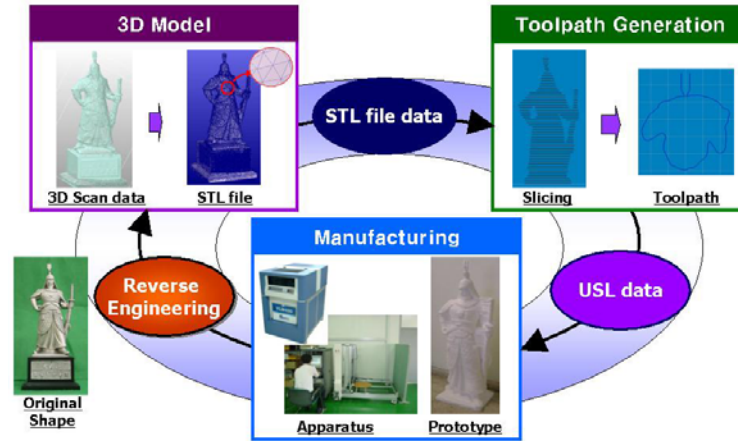 3D Model
3D Scan data
STL file
STL file data
Toolpath Generation
Slicing
Toolpath
USL data
Manufacturing
Apparatus
Prototype
Reverse
Engineering
Original
Shape